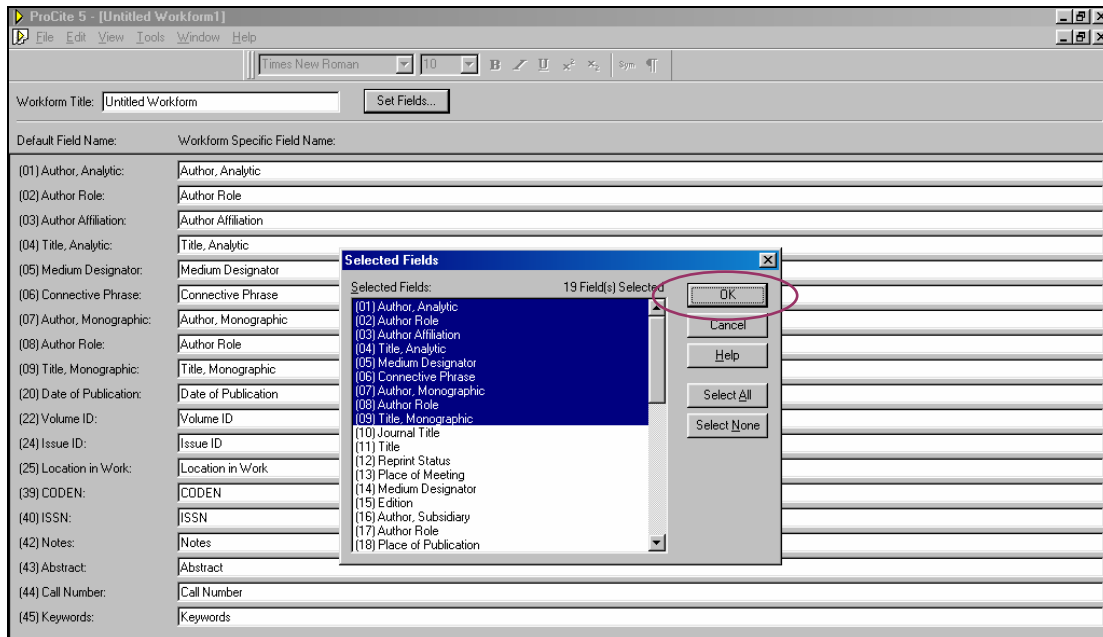 ProCite 5 - [Untitled Workform1]
File Edit View Tools Window Help
Times New Roman 10 B I U x² x₂ Sym ¶
Workform Title: Untitled Workform Set Fields...
Default Field Name: Workform Specific Field Name:
(01) Author, Analytic: Author, Analytic
(02) Author Role: Author Role
(03) Author Affiliation: Author Affiliation
(04) Title, Analytic: Title, Analytic
(05) Medium Designator: Medium Designator
(06) Connective Phrase: Connective Phrase
(07) Author, Monographic: Author, Monographic
(08) Author Role: Author Role
(09) Title, Monographic: Title, Monographic
(20) Date of Publication: Date of Publication
(22) Volume ID: Volume ID
(24) Issue ID: Issue ID
(25) Location in Work: Location in Work
(39) CODEN: CODEN
(40) ISSN: ISSN
(42) Notes: Notes
(43) Abstract: Abstract
(44) Call Number: Call Number
(45) Keywords: Keywords
Selected Fields
Selected Fields: 19 Field(s) Selected
(01) Author, Analytic
(02) Author Role
(03) Author Affiliation
(04) Title, Analytic
(05) Medium Designator
(06) Connective Phrase
(07) Author, Monographic
(08) Author Role
(09) Title, Monographic
(10) Journal Title
(11) Title
(12) Reprint Status
(13) Place of Meeting
(14) Medium Designator
(15) Edition
(16) Author, Subsidiary
(17) Author Role
(18) Place of Publication
OK
Cancel
Help
Select All
Select None